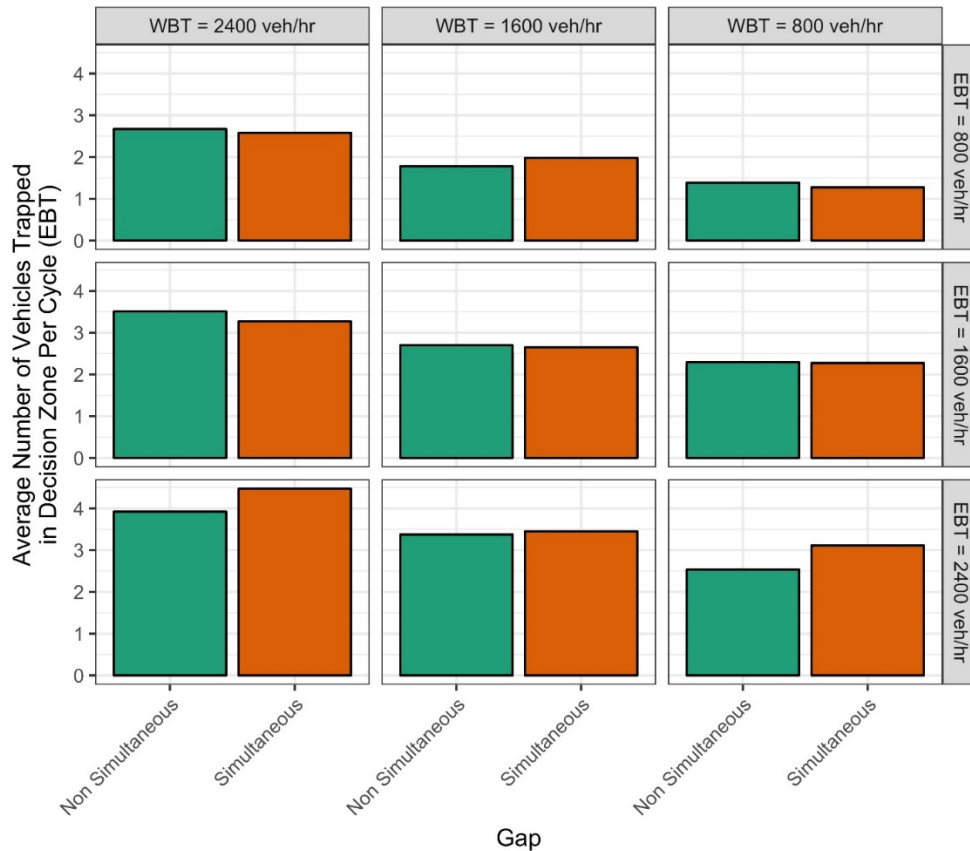 WBT = 2400 veh/hr
WBT = 1600 veh/hr
WBT = 800 veh/hr
Average Number of Vehicles Trapped
in Decision Zone Per Cycle (EBT)
4
3
2
1
0
EBT = 800 veh/hr
4
3
2
1
0
EBT = 1600 veh/hr
4
3
2
1
0
EBT = 2400 veh/hr
Non Simultaneous
Simultaneous
Non Simultaneous
Simultaneous
Non Simultaneous
Simultaneous
Gap